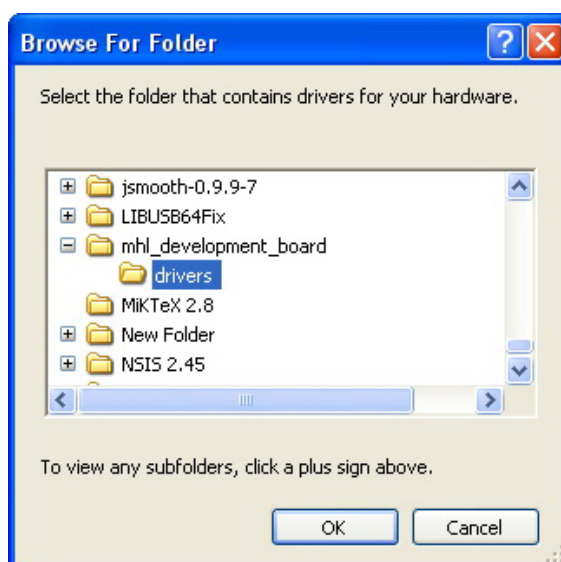 Browse For Folder
Select the folder that contains drivers for your hardware.
jsmooth-0.9.9-7
LIBUSB64Fix
mhl_development_board
drivers
MiKTeX 2.8
New Folder
NSIS 2.45
To view any subfolders, click a plus sign above.
OK Cancel